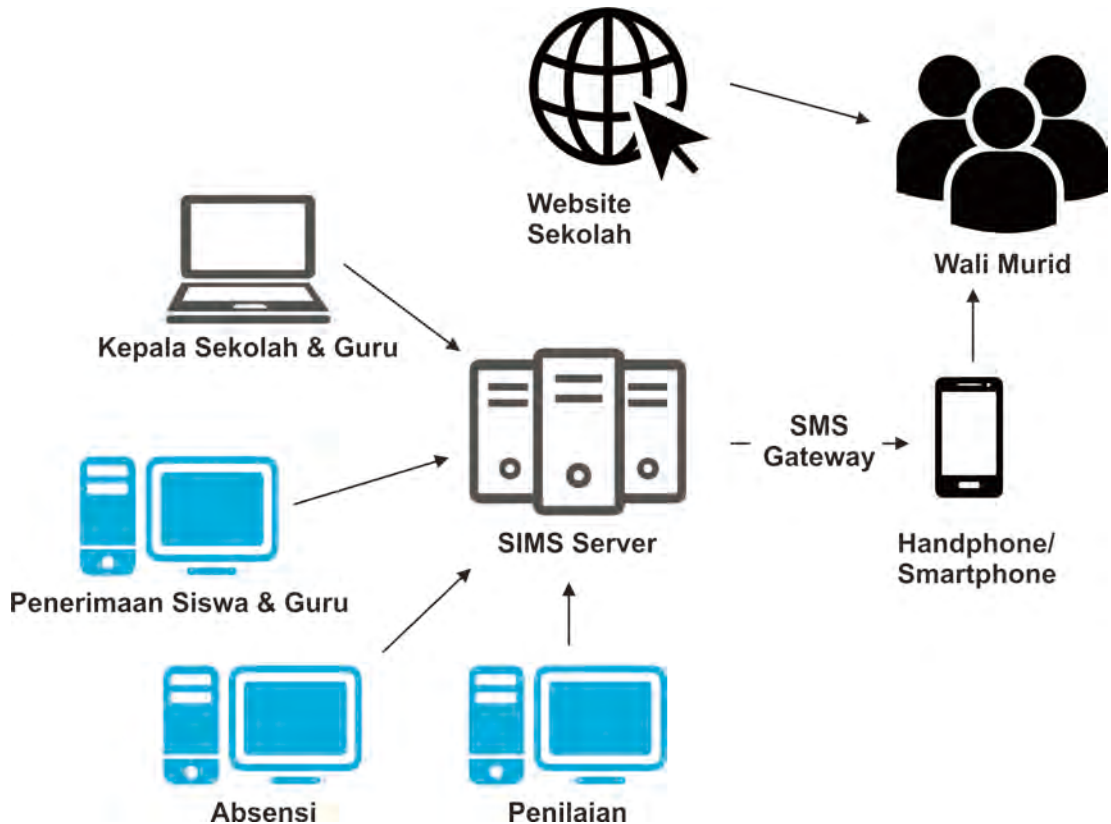 Website
Sekolah
Wali Murid
Kepala Sekolah & Guru
SMS
Gateway
SIMS Server
Handphone/
Smartphone
Penerimaan Siswa & Guru
Absensi
Penilaian